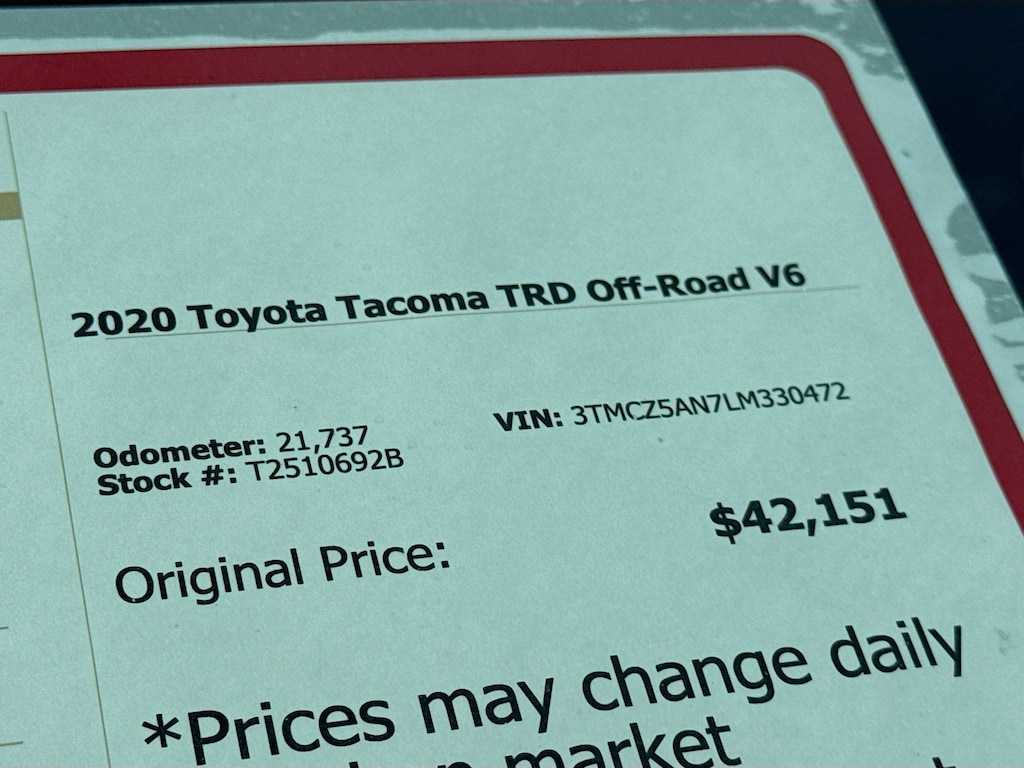 2020 Toyota Tacoma TRD Off-Road V6
Odometer: 21,737
VIN: 3TMCZ5AN7LM330472
Stock #: T2510692B
Original Price:
$42,151
*Prices may change daily
market